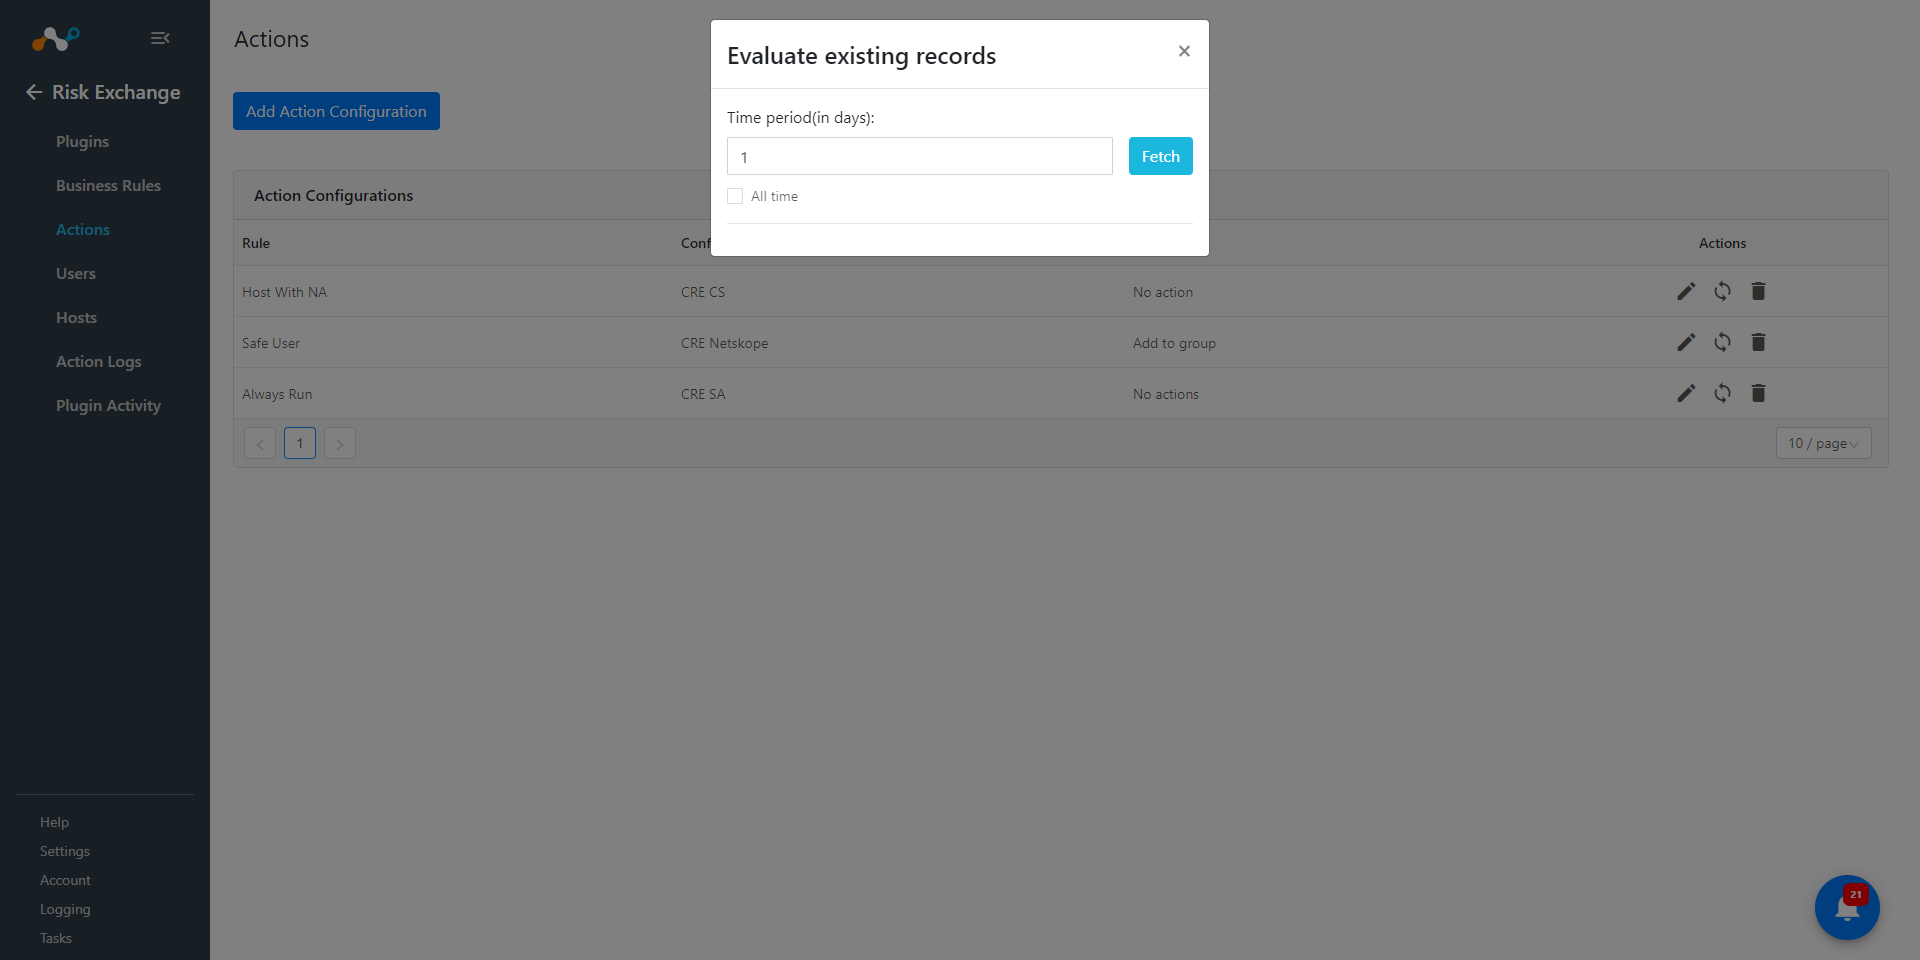 Risk Exchange
Plugins
Business Rules
Actions
Users
Hosts
Action Logs
Plugin Activity
Help
Settings
Account
Logging
Tasks
Actions
Add Action Configuration
Evaluate existing records
×
Time period(in days):
1
Fetch
All time
Action Configurations
Rule Conf Actions
Host With NA CRE CS No action
Safe User CRE Netskope Add to group
Always Run CRE SA No actions
< 1 > 10 / page
21